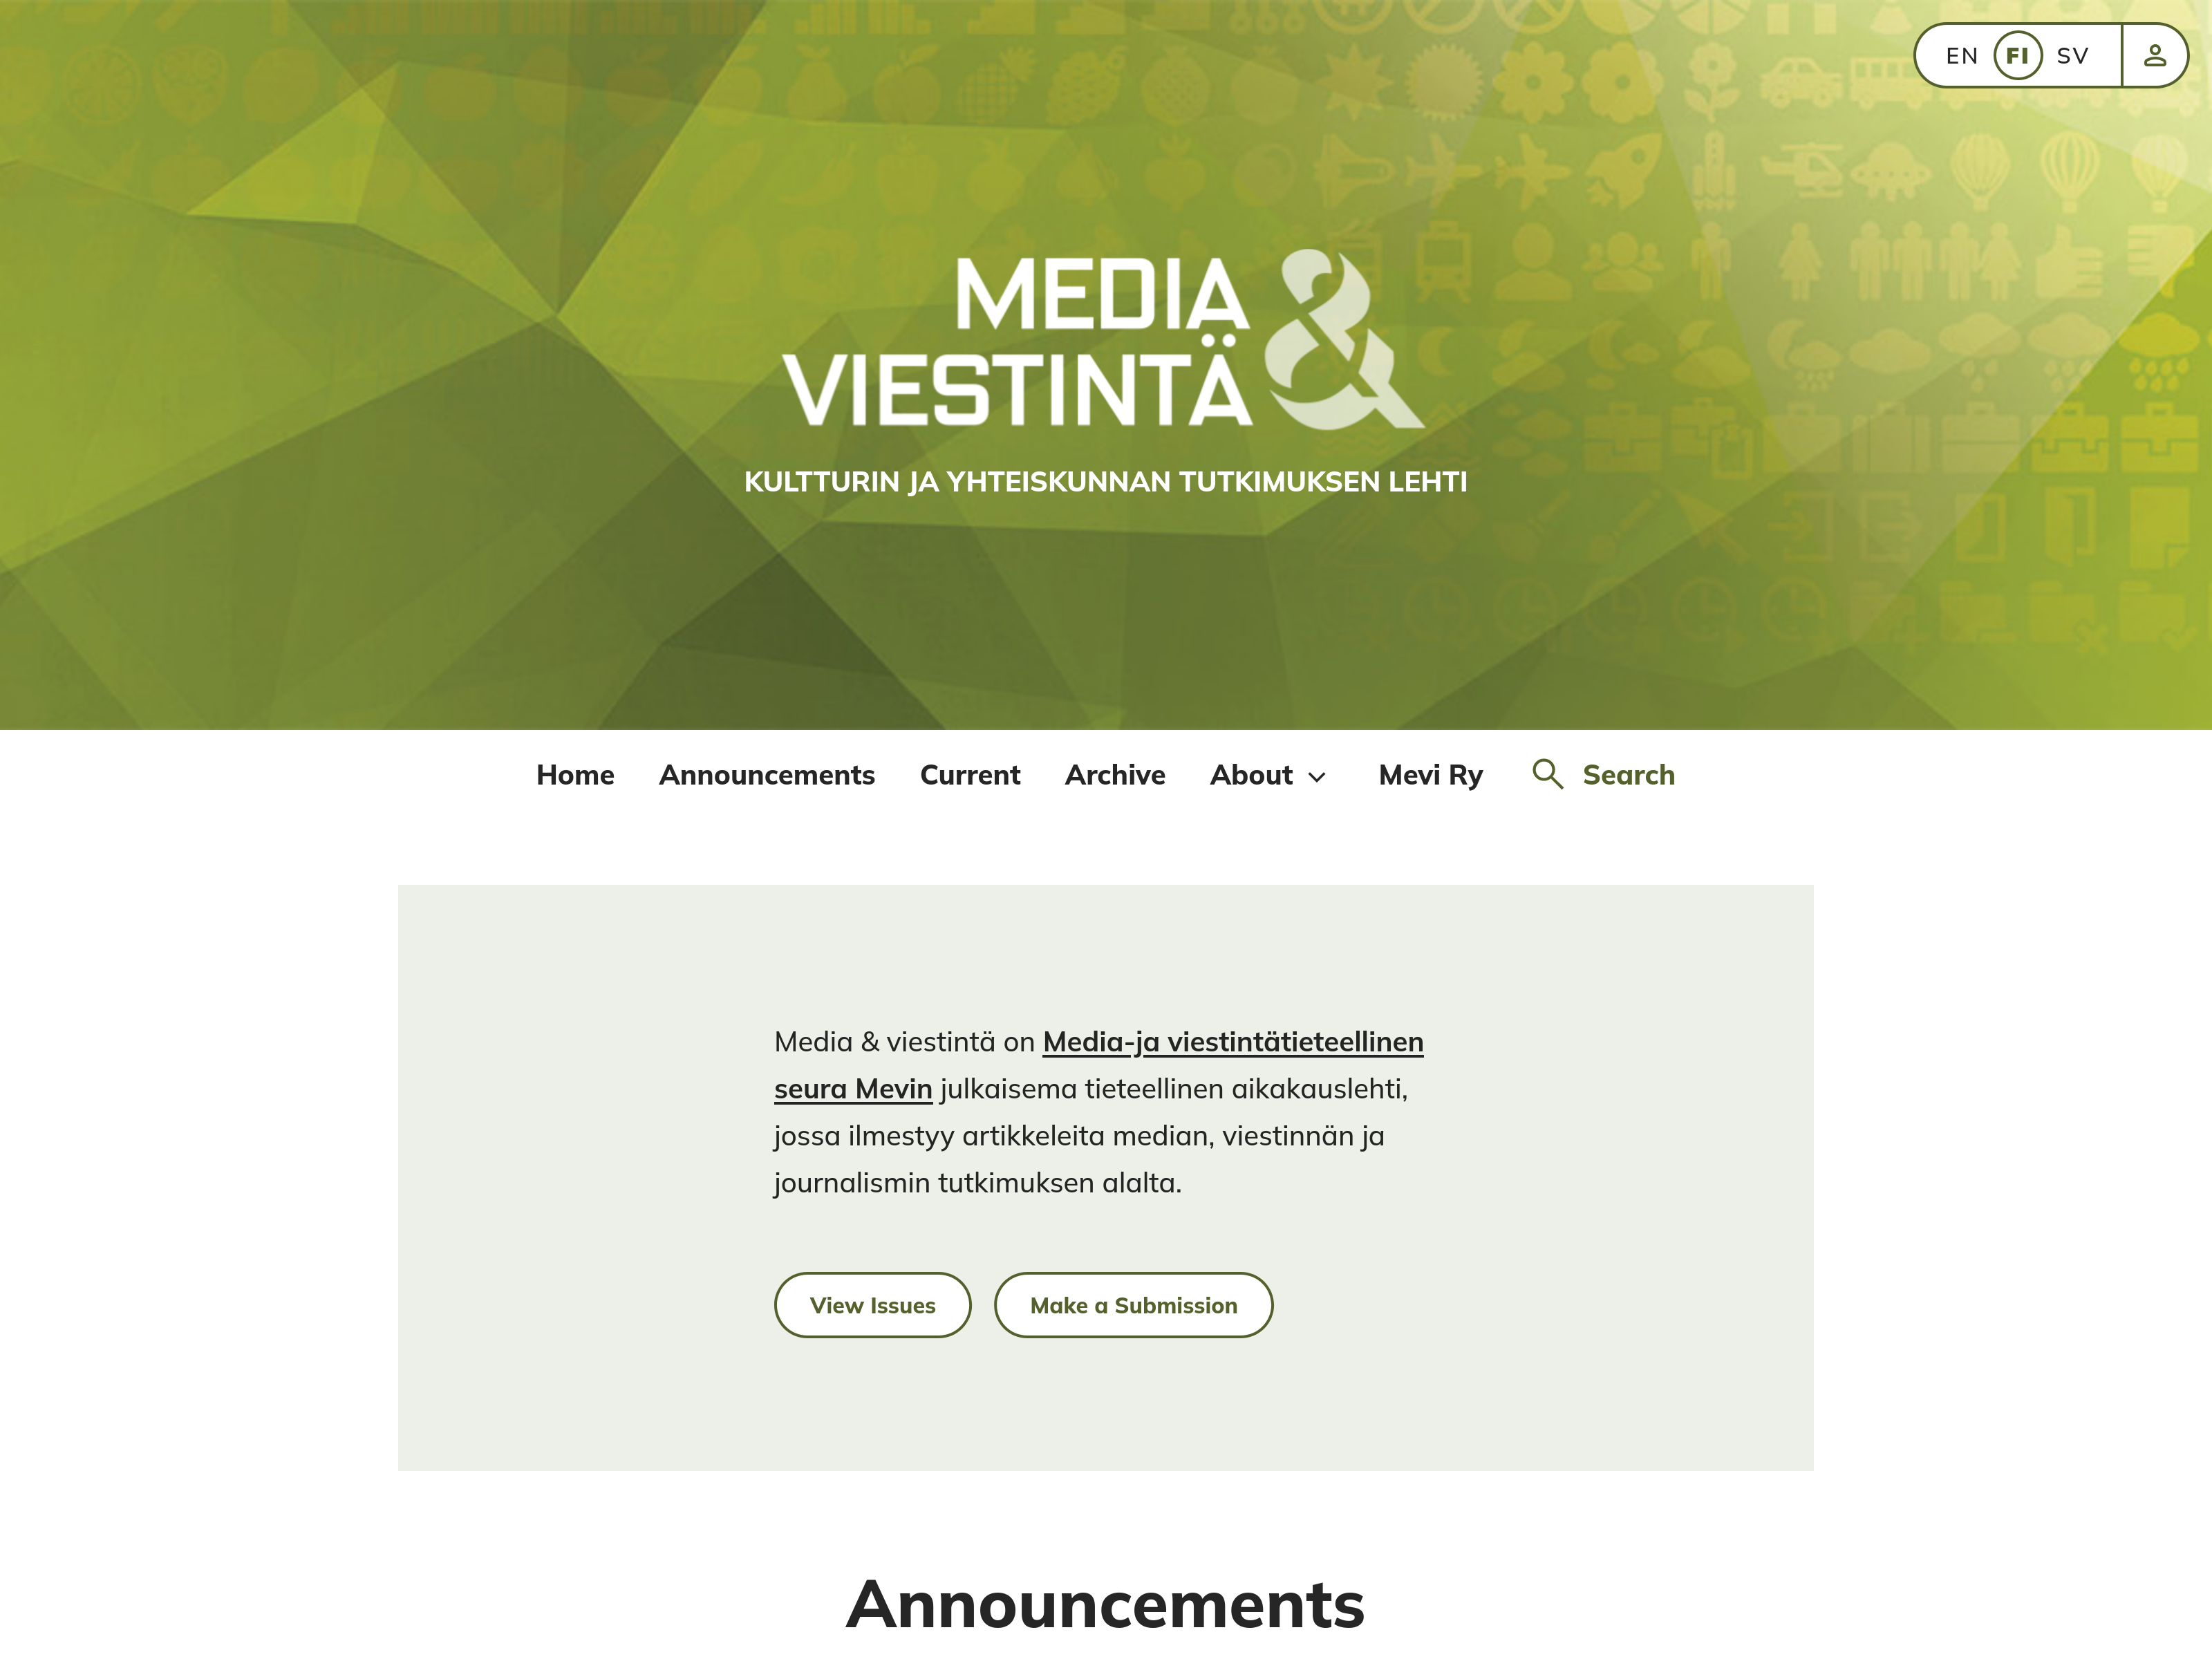 EN FI SV
MEDIA &
VIESTINTÄ
KULTTURIN JA YHTEISKUNNAN TUTKIMUKSEN LEHTI
Home Announcements Current Archive About Mevi Ry Search
Media & viestintä on Media-ja viestintätieteellinen
seura Mevin julkaisema tieteellinen aikakauslehti,
jossa ilmestyy artikkeleita median, viestinnän ja
journalismin tutkimuksen alalta.
View Issues Make a Submission
Announcements